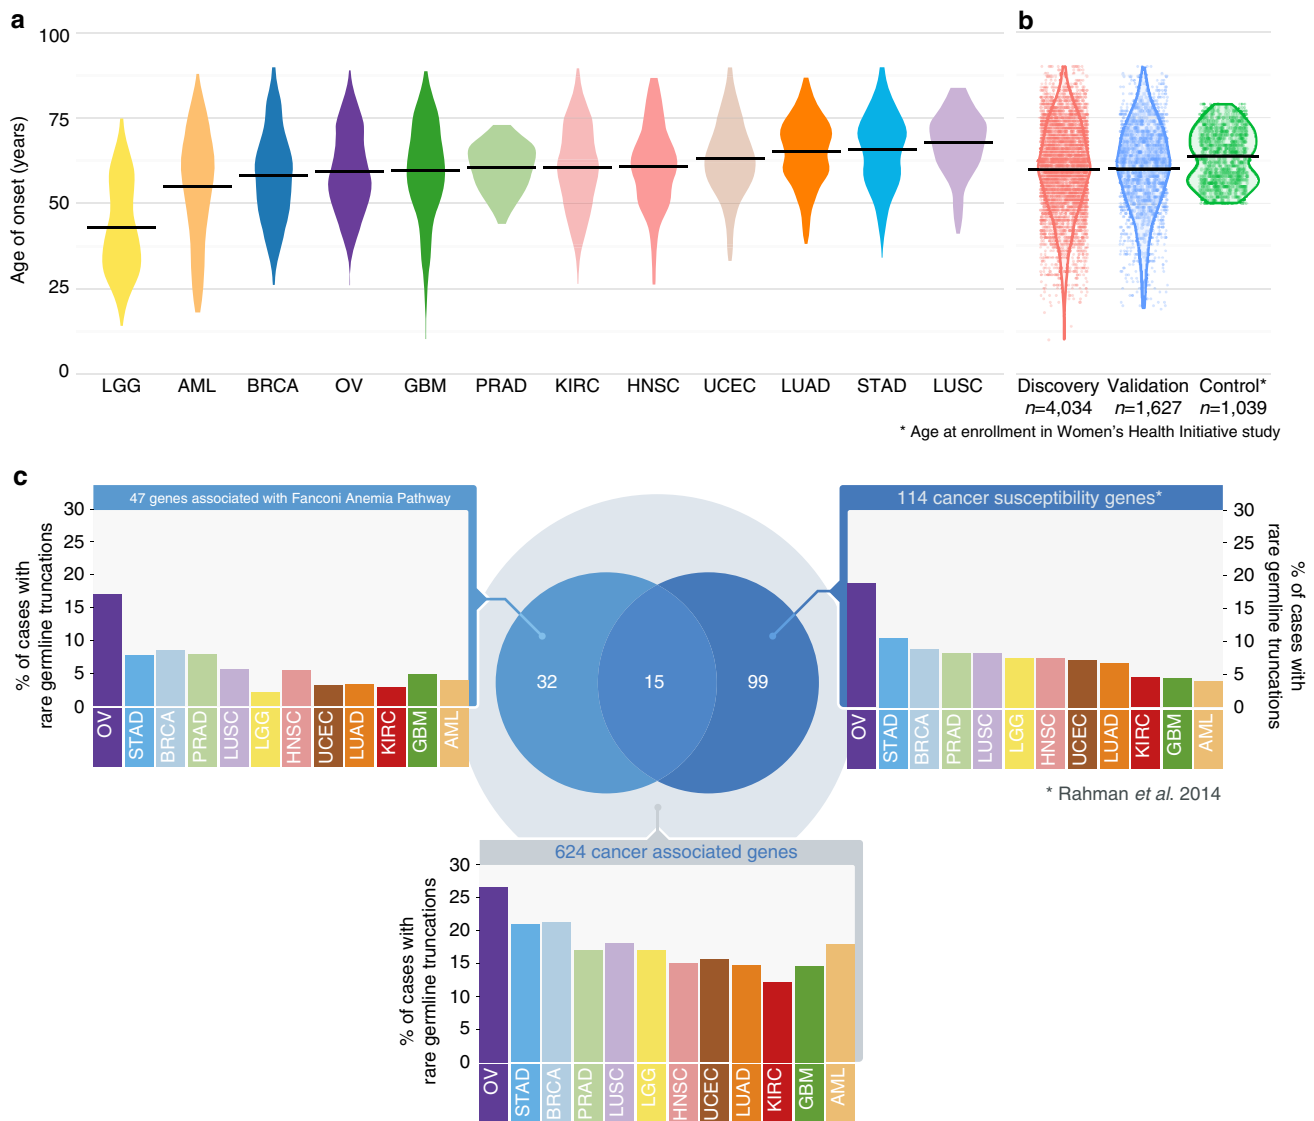 a
b
100
75
50
25
0
Age of onset (years)
LGG AML BRCA OV GBM PRAD KIRC HNSC UCEC LUAD STAD LUSC
Discovery Validation Control*
n=4,034 n=1,627 n=1,039
* Age at enrollment in Women's Health Initiative study
c
47 genes associated with Fanconi Anemia Pathway
30
25
20
15
10
5
0
% of cases with
rare germline truncations
OV STAD BRCA PRAD LUSC LGG HNSC UCEC LUAD KIRC GBM AML
32 15 99
114 cancer susceptibility genes*
30
25
20
15
10
5
0
% of cases with
rare germline truncations
OV STAD BRCA PRAD LUSC LGG HNSC UCEC LUAD KIRC GBM AML
* Rahman et al. 2014
624 cancer associated genes
30
25
20
15
10
5
0
% of cases with
rare germline truncations
OV STAD BRCA PRAD LUSC LGG HNSC UCEC LUAD KIRC GBM AML